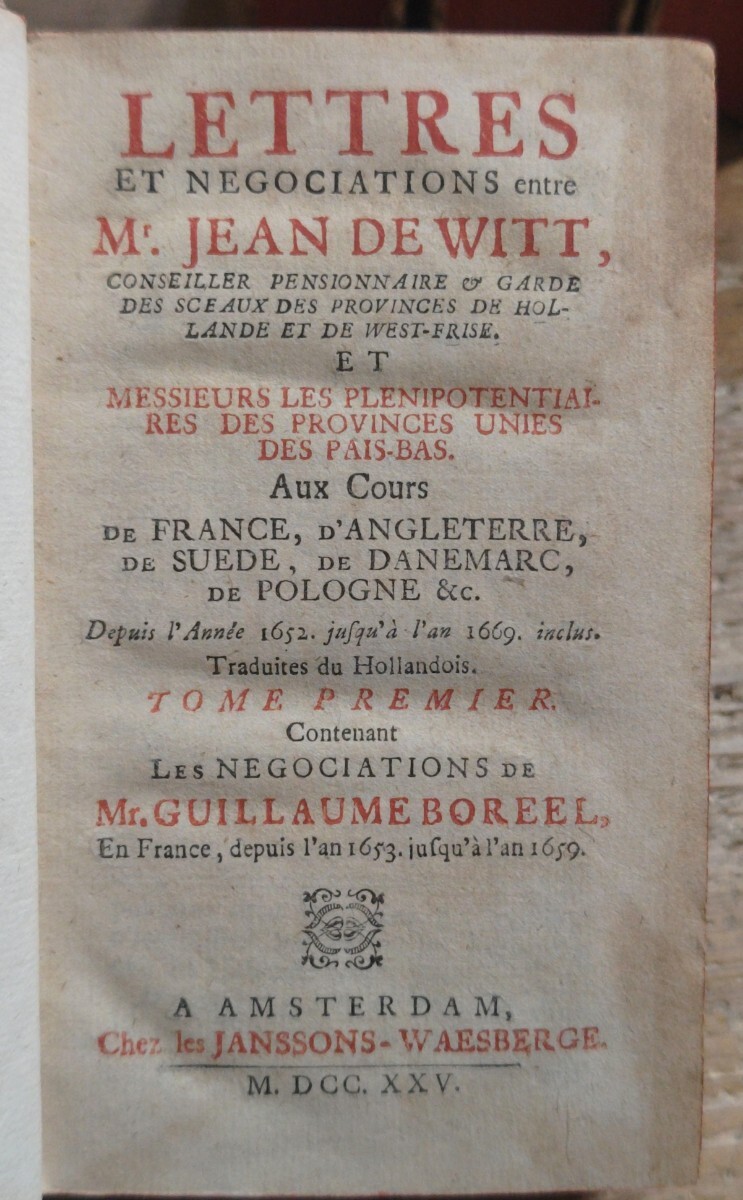 LETTRES
ET NEGOCIATIONS entre
Mr. JEAN DE WITT,
CONSEILLER PENSIONNAIRE & GARDE
DES SCEAUX DES PROVINCES DE HOL-
LANDE ET DE WEST-FRISE.
ET
MESSIEURS LES PLENIPOTENTIAI-
RES DES PROVINCES UNIES
DES PAIS-BAS.
Aux Cours
DE FRANCE, D'ANGLETERRE,
DE SUEDE, DE DANEMARC,
DE POLOGNE &c.
Depuis l'Année 1652. juſqu'à l'an 1669. inclus.
Traduites du Hollandois.
TOME PREMIER.
Contenant
LES NEGOCIATIONS DE
Mr. GUILLAUME BOREEL,
En France, depuis l'an 1653. juſqu'à l'an 1659.
A AMSTERDAM,
Chez les JANSSONS-WAESBERGE.
M. DCC. XXV.